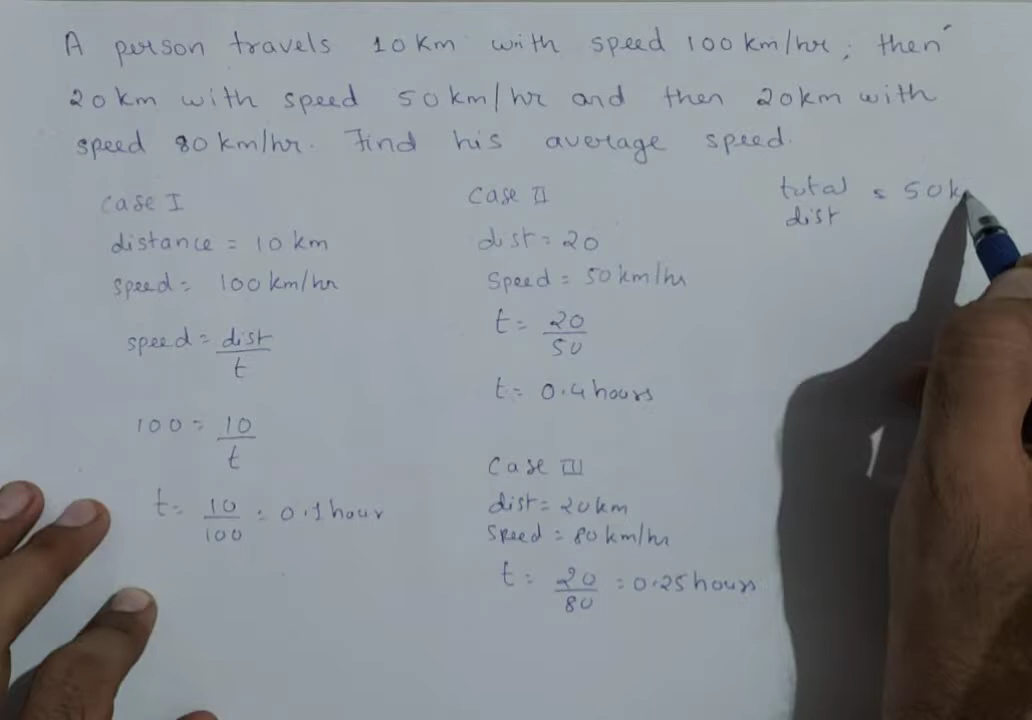 A person travels 10 km with speed 100 km/hr, then
20 km with speed 50 km/hr and then 20 km with
speed 80 km/hr. Find his average speed.
Case I
distance = 10 km
speed = 100 km/hr
speed = dist
t
100 = 10
t
t = 10 = 0.1 hour
100
Case II
dist = 20
Speed = 50 km/hr
t = 20
50
t = 0.4 hours
Case III
dist = 20 km
Speed = 80 km/hr
t = 20 = 0.25 hours
80
total = 50 k
dist